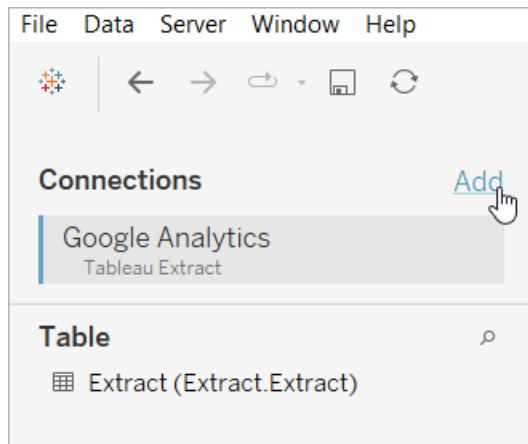 File Data Server Window Help
Connections Add
Google Analytics
Tableau Extract
Table
Extract (Extract.Extract)